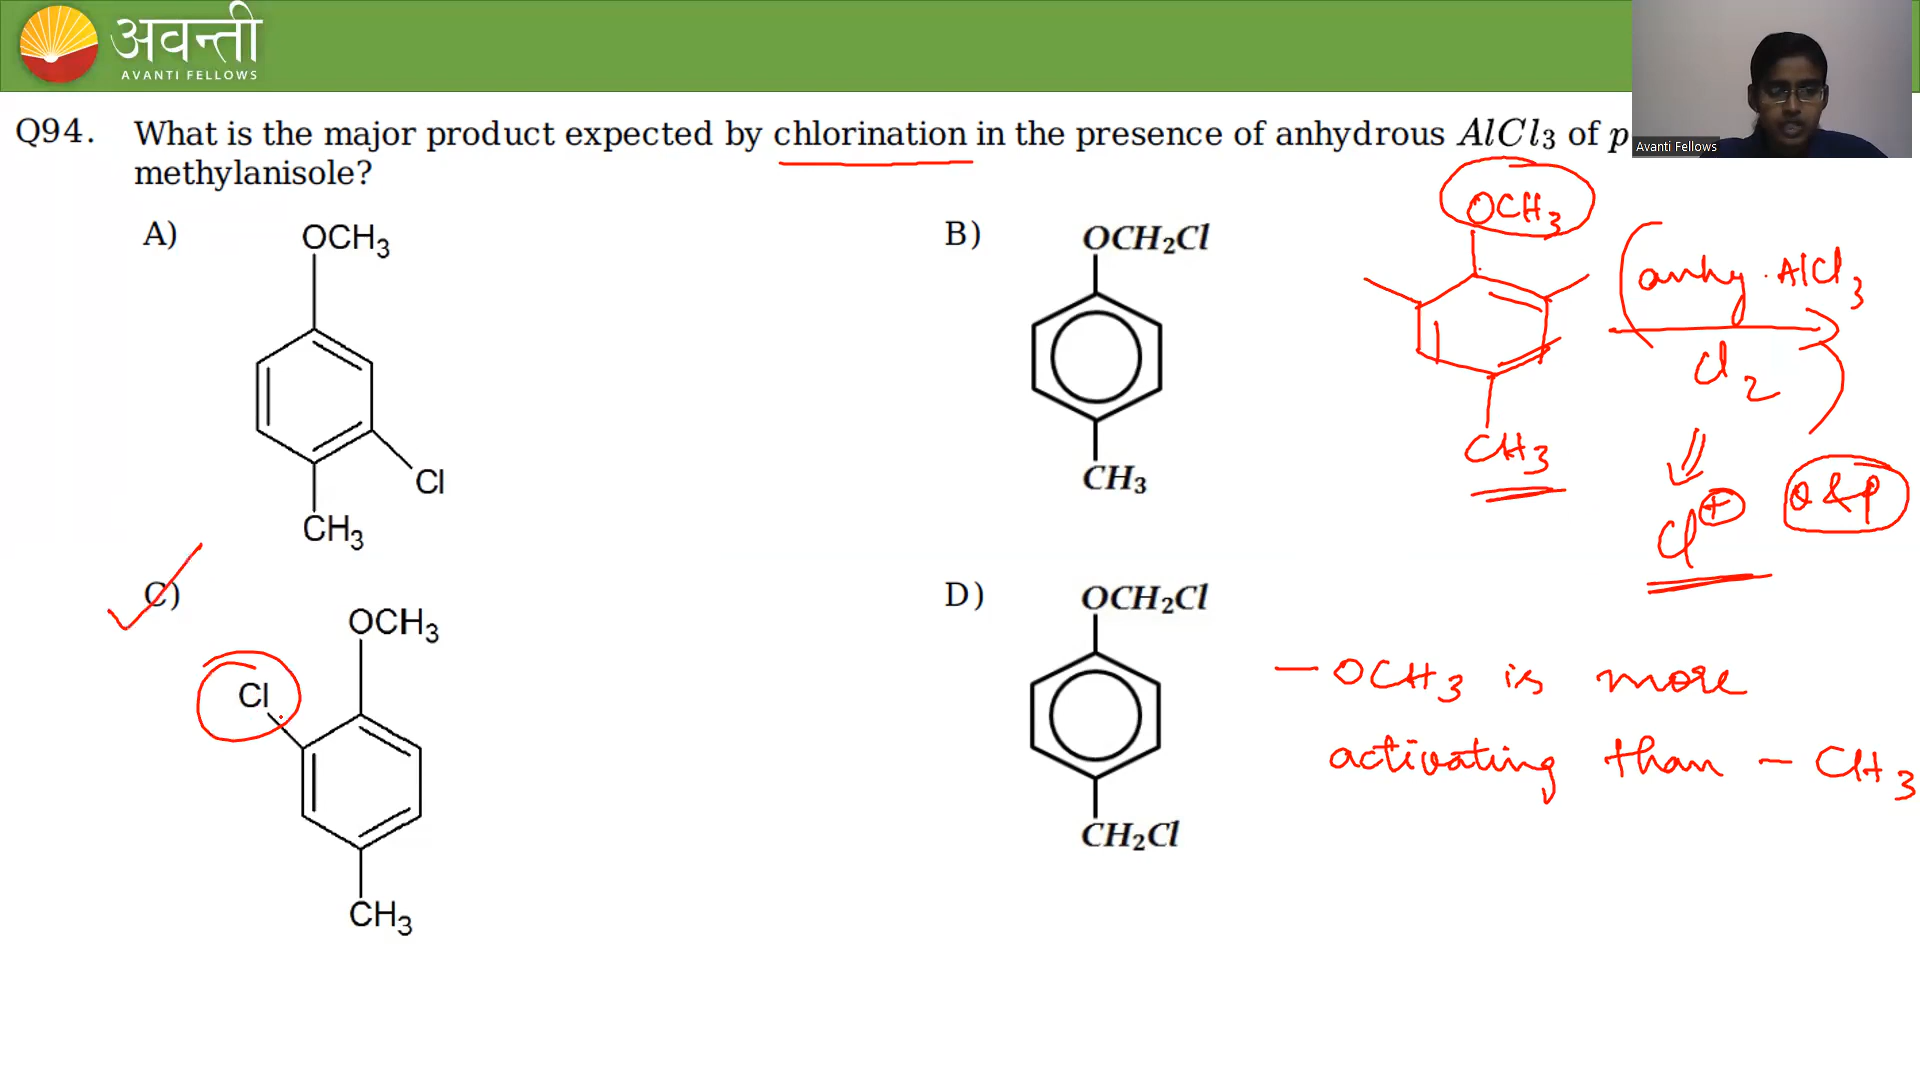 अवन्ती
AVANTI FELLOWS
Avanti Fellows
Q94. What is the major product expected by chlorination in the presence of anhydrous AlCl₃ of p
methylanisole?
A)
OCH₃
Cl
CH₃
B)
OCH₂Cl
CH₃
C)
OCH₃
Cl
CH₃
D)
OCH₂Cl
CH₂Cl
OCH₃
CH₃
anhy. AlCl₃
Cl₂
Cl⊕
O & P
— OCH₃ is more
activating than – CH₃